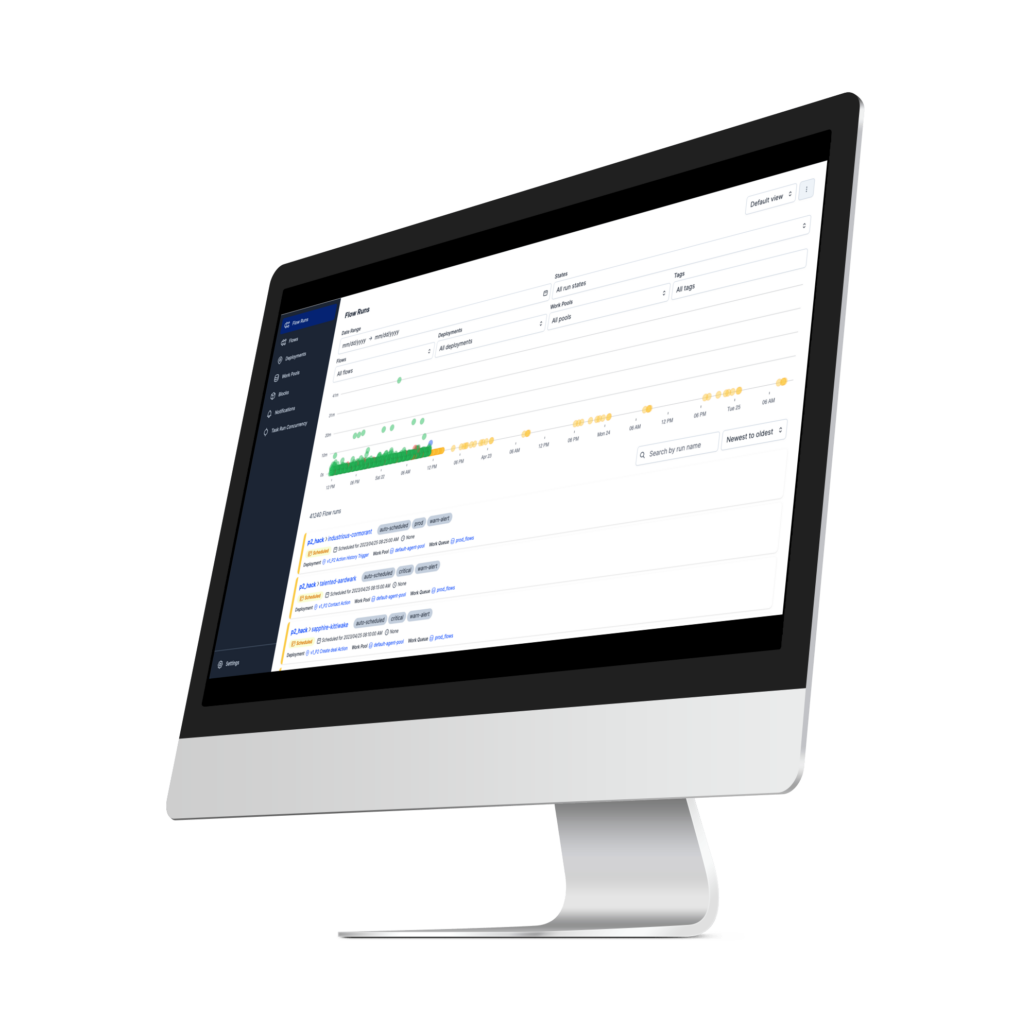 Default view
Flow Runs
Flows
Deployments
Work Pools
Blocks
Notifications
Task Run Concurrency
Settings
Flow Runs
Date Range
mm/dd/yyyy → mm/dd/yyyy
States
All run states
Flows
All flows
Deployments
All deployments
Work Pools
All pools
Tags
All tags
12 PM
06 PM
06 AM
12 PM
06 PM
Apr 23
06 AM
12 PM
06 PM
Mon 24
06 AM
12 PM
06 PM
Tue 25
06 AM
41240 Flow runs
Search by run name
Newest to oldest
p2_hack > industrious-cormorant auto-scheduled prod warn-alert
Scheduled Scheduled for 2023/04/25 08:25:00 AM None
Deployment v1_P2 Action History Trigger Work Pool default-agent-pool Work Queue prod_flows
p2_hack > talented-aardvark auto-scheduled critical warn-alert
Scheduled Scheduled for 2023/04/25 08:15:00 AM None
Deployment v1_P2 Contact Action Work Pool default-agent-pool Work Queue prod_flows
p2_hack > sapphire-kittiwake auto-scheduled critical warn-alert
Scheduled Scheduled for 2023/04/25 08:10:00 AM None
Deployment v1_P2 Create deal Action Work Pool default-agent-pool Work Queue prod_flows